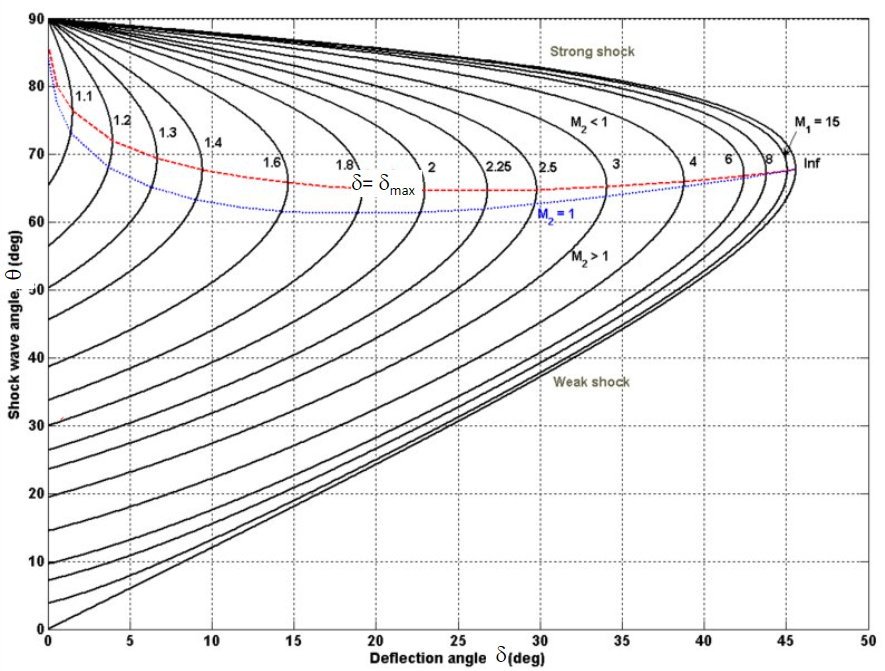 90
80
70
60
50
40
30
20
10
0
Shock wave angle, θ (deg)
Strong shock
1.1
1.2
1.3
1.4
1.6
1.8
2
2.25
2.5
3
4
6
8
M₁ = 15
Inf
M₂ < 1
δ= δmax
M₂ = 1
M₂ > 1
Weak shock
0 5 10 15 20 25 30 35 40 45 50
Deflection angle δ(deg)